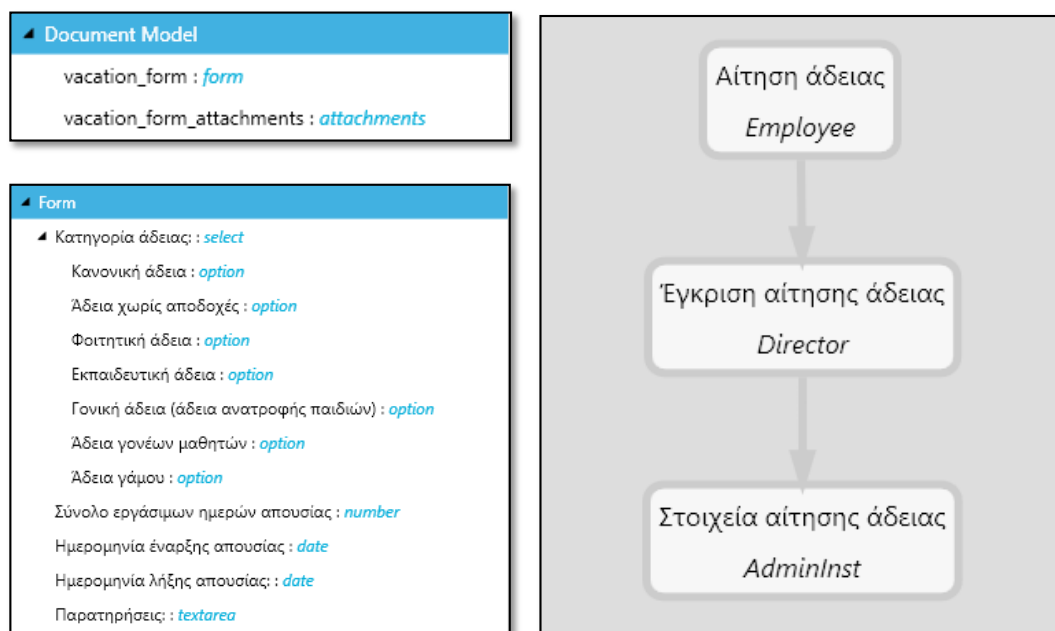 Document Model
vacation_form : form
vacation_form_attachments : attachments
Form
Κατηγορία άδειας: : select
Κανονική άδεια : option
Άδεια χωρίς αποδοχές : option
Φοιτητική άδεια : option
Εκπαιδευτική άδεια : option
Γονική άδεια (άδεια ανατροφής παιδιών) : option
Άδεια γονέων μαθητών : option
Άδεια γάμου : option
Σύνολο εργάσιμων ημερών απουσίας : number
Ημερομηνία έναρξης απουσίας : date
Ημερομηνία λήξης απουσίας: : date
Παρατηρήσεις: : textarea
Αίτηση άδειας
Employee
Έγκριση αίτησης άδειας
Director
Στοιχεία αίτησης άδειας
AdminInst